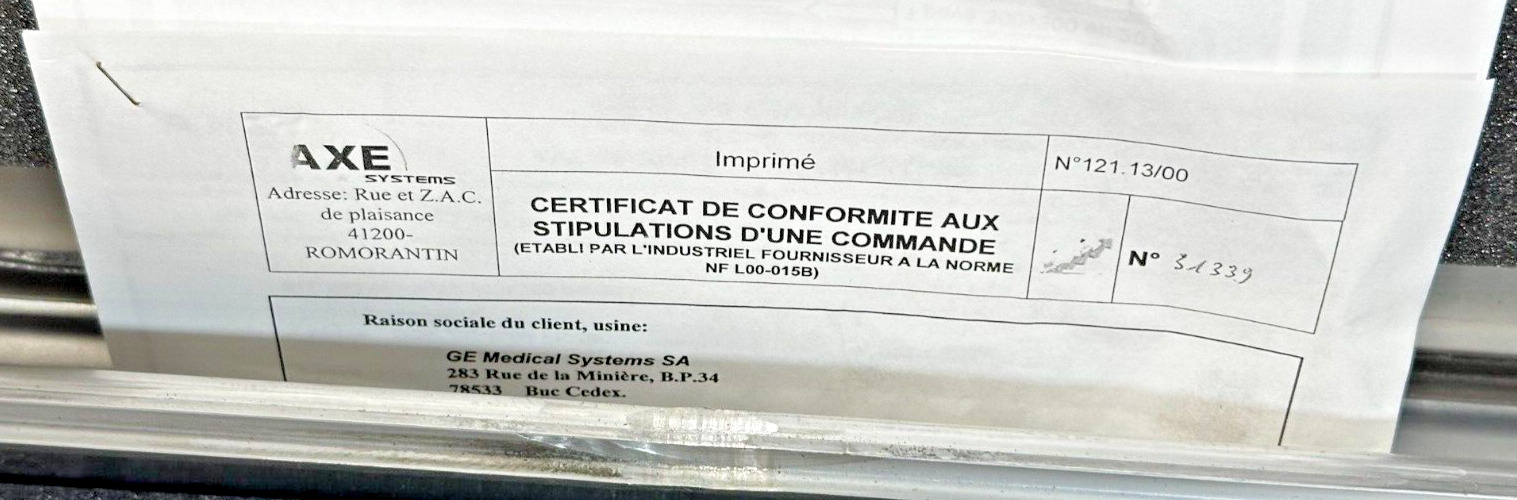 AXE
SYSTEMS
Adresse: Rue et Z.A.C.
de plaisance
41200-
ROMORANTIN
Imprimé
CERTIFICAT DE CONFORMITE AUX
STIPULATIONS D'UNE COMMANDE
(ETABLI PAR L'INDUSTRIEL FOURNISSEUR A LA NORME
NF L00-015B)
N°121.13/00
N° 31339
Raison sociale du client, usine:
GE Medical Systems SA
283 Rue de la Minière, B.P.34
78533 Buc Cedex.